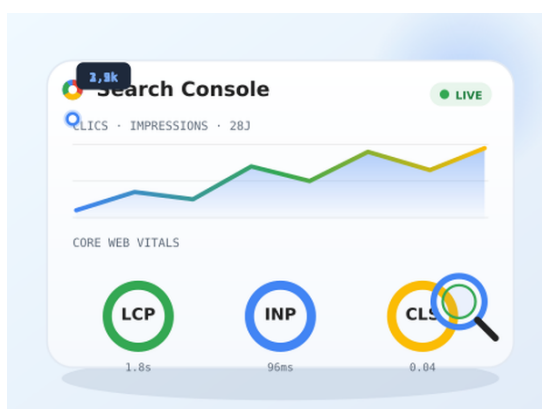 Search Console
LIVE
CLICS · IMPRESSIONS · 28J
CORE WEB VITALS
LCP
INP
CLS
1.8s
96ms
0.04